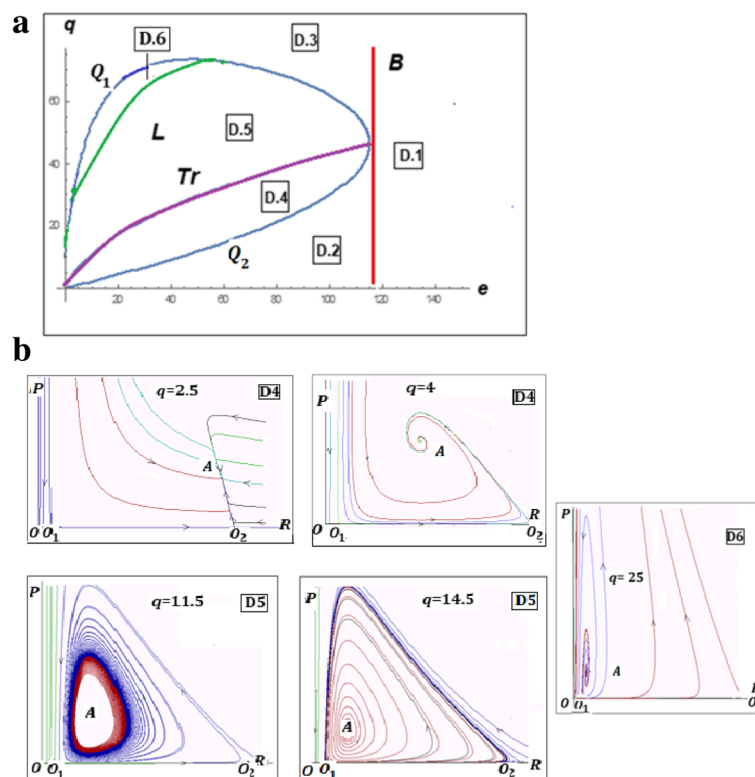 a
q
D.6
D.3
B
Q1
60
L
D.5
D.1
40
Tr
D.4
20
Q2
D.2
20 40 60 80 100 120 140
e
b
P
q=2.5
D4
A
R
O O1
O2
P
q=4
D4
A
R
O O1
O2
P
D6
q= 25
A
O O1
P
q=11.5
D5
A
R
O O1
O2
P
q=14.5
D5
A
R
O O1
O2